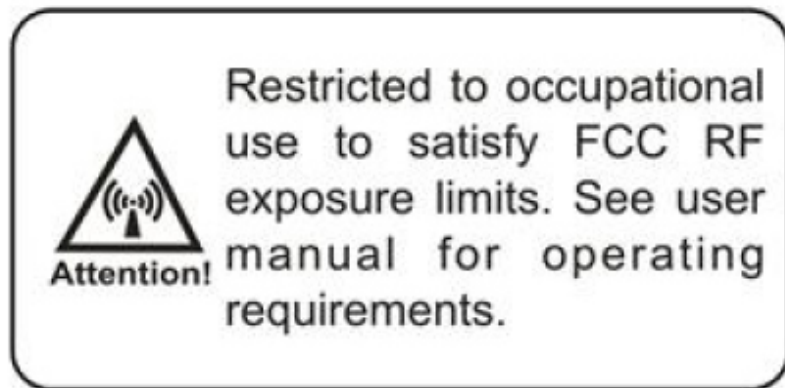 Restricted to occupational
use to satisfy FCC RF
exposure limits. See user
manual for operating
requirements.
Attention!